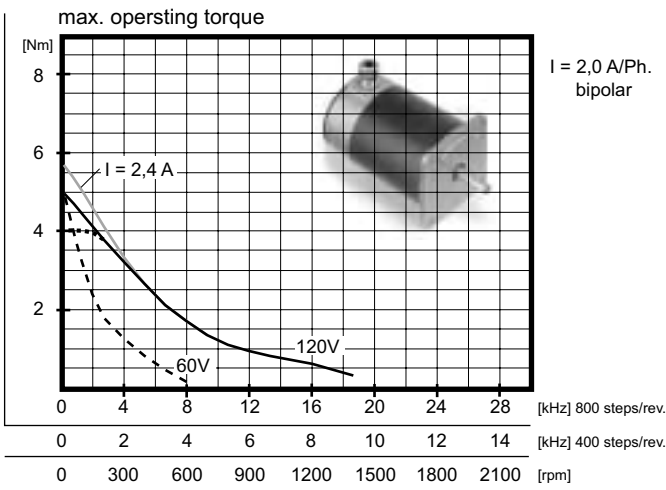 max. opersting torque
[Nm]
8
6
4
2
I = 2,0 A/Ph.
bipolar
I = 2,4 A
60V
120V
0 4 8 12 16 20 24 28 [kHz] 800 steps/rev.
0 2 4 6 8 10 12 14 [kHz] 400 steps/rev.
0 300 600 900 1200 1500 1800 2100 [rpm]